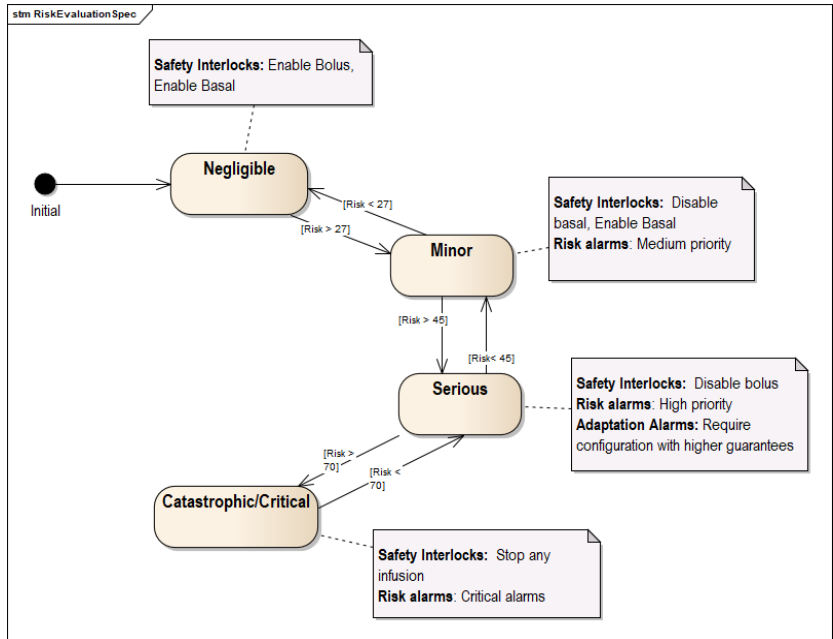 stm RiskEvaluationSpec
Safety Interlocks: Enable Bolus,
Enable Basal
Negligible
Initial
[Risk < 27]
[Risk > 27]
Safety Interlocks:  Disable
basal, Enable Basal
Risk alarms: Medium priority
Minor
[Risk > 45]
[Risk< 45]
Serious
Safety Interlocks:  Disable bolus
Risk alarms: High priority
Adaptation Alarms: Require
configuration with higher guarantees
[Risk >
70]
[Risk <
70]
Catastrophic/Critical
Safety Interlocks:  Stop any
infusion
Risk alarms: Critical alarms